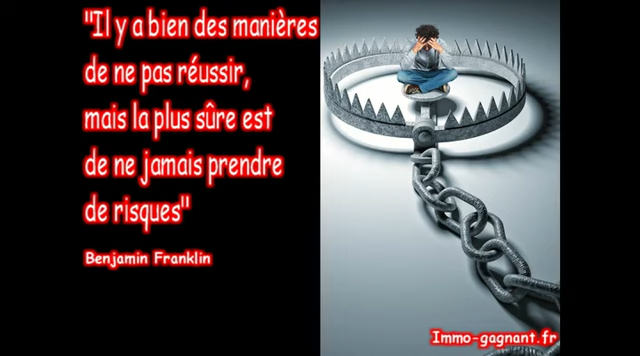 "Il y a bien des manières
de ne pas réussir,
mais la plus sûre est
de ne jamais prendre
de risques"
Benjamin Franklin
Immo-gagnant.fr